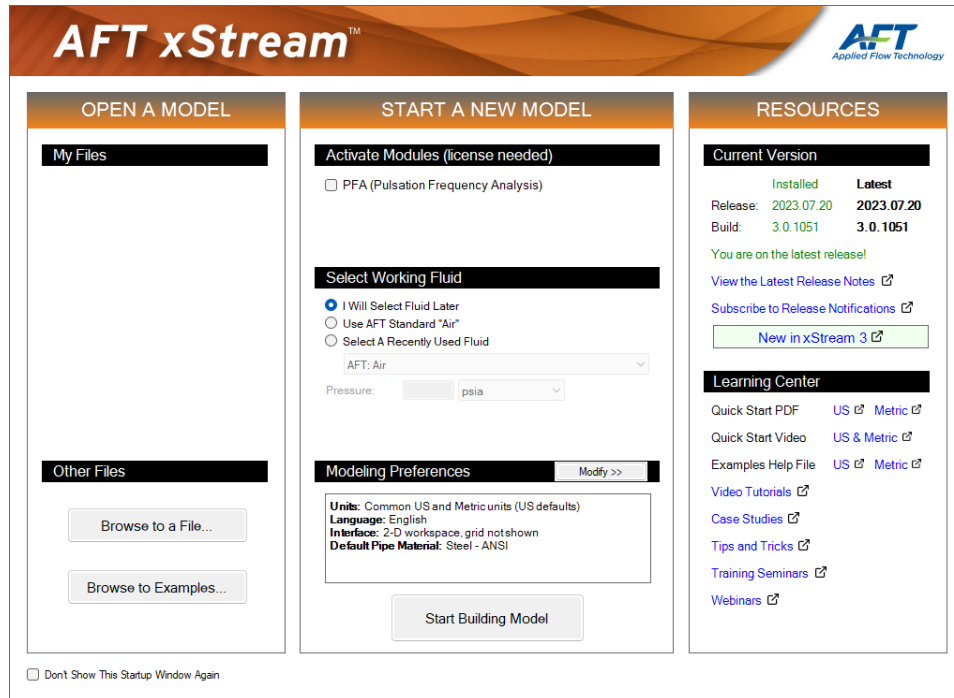 AFT xStream™
AFT
Applied Flow Technology
OPEN A MODEL
My Files
Other Files
Browse to a File...
Browse to Examples...
START A NEW MODEL
Activate Modules (license needed)
PFA (Pulsation Frequency Analysis)
Select Working Fluid
I Will Select Fluid Later
Use AFT Standard "Air"
Select A Recently Used Fluid
AFT: Air
Pressure: psia
Modeling Preferences Modify >>
Units: Common US and Metric units (US defaults)
Language: English
Interface: 2-D workspace, grid not shown
Default Pipe Material: Steel - ANSI
Start Building Model
RESOURCES
Current Version
Installed Latest
Release: 2023.07.20 2023.07.20
Build: 3.0.1051 3.0.1051
You are on the latest release!
View the Latest Release Notes
Subscribe to Release Notifications
New in xStream 3
Learning Center
Quick Start PDF US Metric
Quick Start Video US & Metric
Examples Help File US Metric
Video Tutorials
Case Studies
Tips and Tricks
Training Seminars
Webinars
Don't Show This Startup Window Again